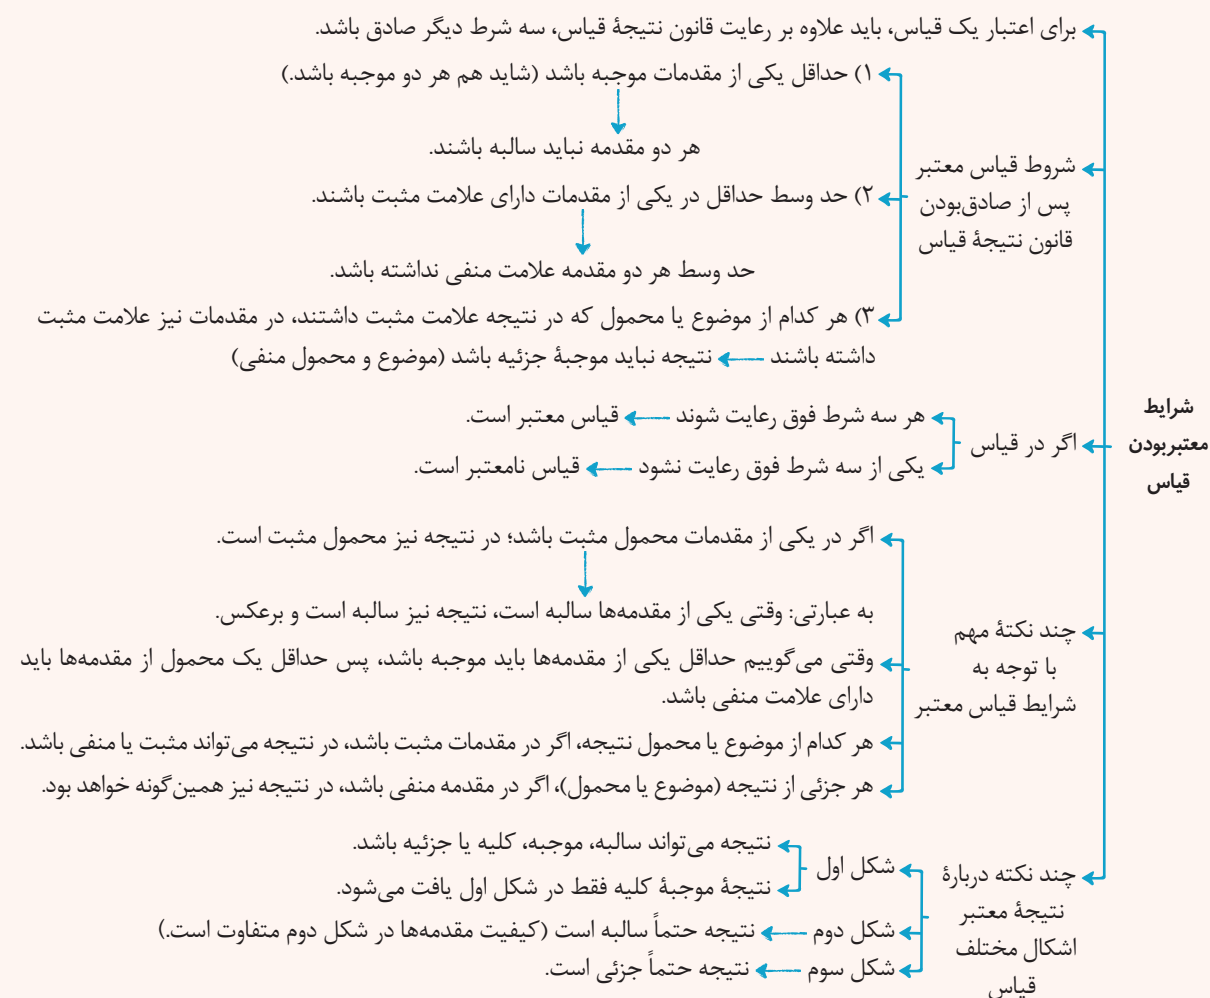 شرایط
معتبربودن
قیاس
برای اعتبار یک قیاس، باید علاوه بر رعایت قانون نتیجهٔ قیاس، سه شرط دیگر صادق باشد.
شروط قیاس معتبر
پس از صادق‌بودن
قانون نتیجهٔ قیاس
۱) حداقل یکی از مقدمات موجبه باشد (شاید هم هر دو موجبه باشد.)
هر دو مقدمه نباید سالبه باشند.
۲) حد وسط حداقل در یکی از مقدمات دارای علامت مثبت باشند.
حد وسط هر دو مقدمه علامت منفی نداشته باشد.
۳) هر کدام از موضوع یا محمول که در نتیجه علامت مثبت داشتند، در مقدمات نیز علامت مثبت
داشته باشند نتیجه نباید موجبهٔ جزئیه باشد (موضوع و محمول منفی)
اگر در قیاس
هر سه شرط فوق رعایت شوند قیاس معتبر است.
یکی از سه شرط فوق رعایت نشود قیاس نامعتبر است.
چند نکتهٔ مهم
با توجه به
شرایط قیاس معتبر
اگر در یکی از مقدمات محمول مثبت باشد؛ در نتیجه نیز محمول مثبت است.
به عبارتی: وقتی یکی از مقدمه‌ها سالبه است، نتیجه نیز سالبه است و برعکس.
وقتی می‌گوییم حداقل یکی از مقدمه‌ها باید موجبه باشد، پس حداقل یک محمول از مقدمه‌ها باید
دارای علامت منفی باشد.
هر کدام از موضوع یا محمول نتیجه، اگر در مقدمات مثبت باشد، در نتیجه می‌تواند مثبت یا منفی باشد.
هر جزئی از نتیجه (موضوع یا محمول)، اگر در مقدمه منفی باشد، در نتیجه نیز همین‌گونه خواهد بود.
چند نکته دربارهٔ
نتیجهٔ معتبر
اشکال مختلف
قیاس
شکل اول
نتیجه می‌تواند سالبه، موجبه، کلیه یا جزئیه باشد.
نتیجهٔ موجبهٔ کلیه فقط در شکل اول یافت می‌شود.
شکل دوم نتیجه حتماً سالبه است (کیفیت مقدمه‌ها در شکل دوم متفاوت است.)
شکل سوم نتیجه حتماً جزئی است.